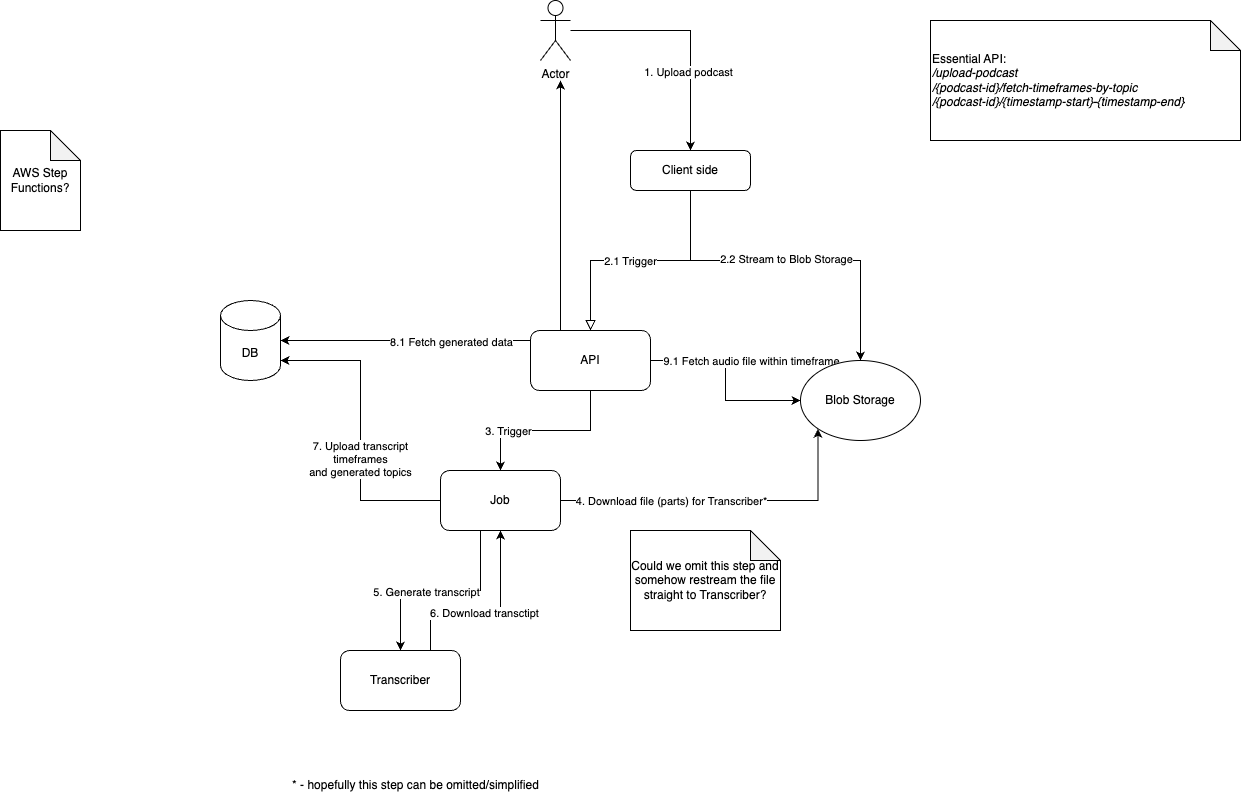 Actor
1. Upload podcast
Essential API:
/upload-podcast
/{podcast-id}/fetch-timeframes-by-topic
/{podcast-id}/{timestamp-start}-{timestamp-end}
AWS Step
Functions?
Client side
2.1 Trigger
2.2 Stream to Blob Storage
DB
8.1 Fetch generated data
API
9.1 Fetch audio file within timeframe
Blob Storage
3. Trigger
7. Upload transcript
timeframes
and generated topics
Job
4. Download file (parts) for Transcriber*
Could we omit this step and
somehow restream the file
straight to Transcriber?
5. Generate transcript
6. Download transctipt
Transcriber
* - hopefully this step can be omitted/simplified